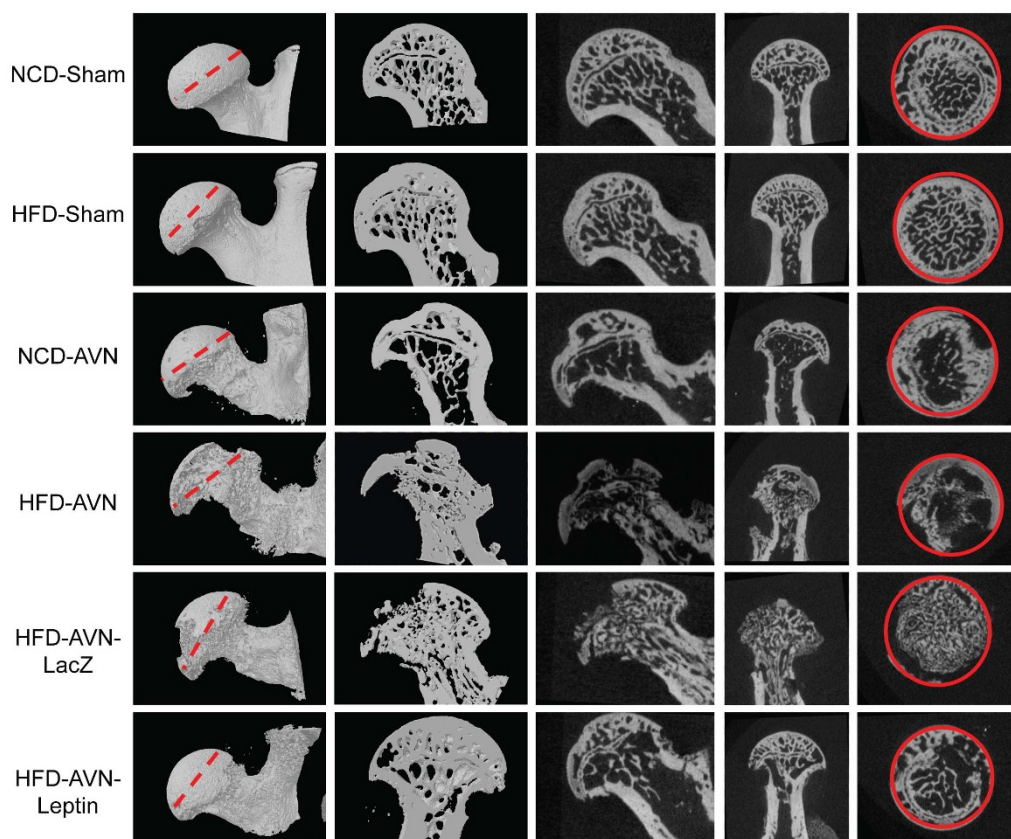 NCD-Sham
HFD-Sham
NCD-AVN
HFD-AVN
HFD-AVN-
LacZ
HFD-AVN-
Leptin